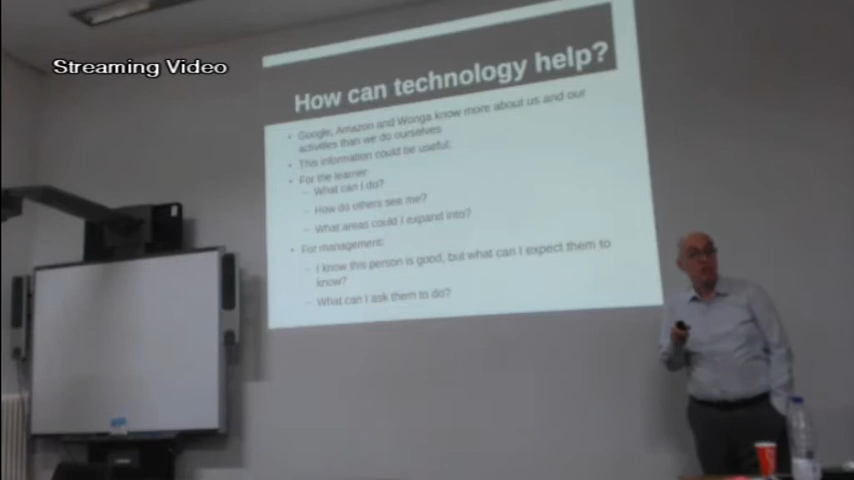 Streaming Video
How can technology help?
• Google, Amazon and Wonga know more about us and our
activities than we do ourselves
• This information could be useful:
• For the learner
– What can I do?
– How do others see me?
– What areas could I expand into?
• For management:
– I know this person is good, but what can I expect them to
know?
– What can I ask them to do?